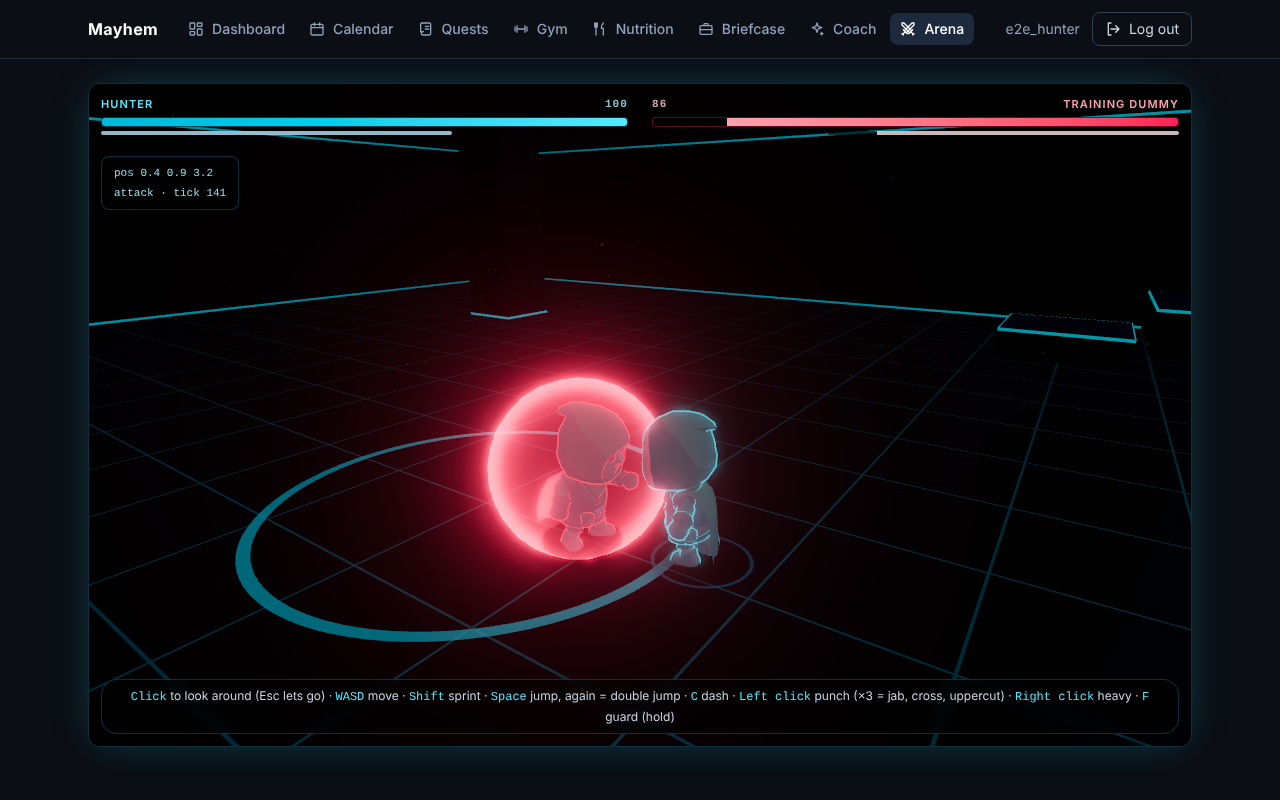 Mayhem Dashboard Calendar Quests Gym Nutrition Briefcase Coach Arena e2e_hunter Log out
HUNTER 100 86 TRAINING DUMMY
pos 0.4 0.9 3.2
attack · tick 141
Click to look around (Esc lets go) · WASD move · Shift sprint · Space jump, again = double jump · C dash · Left click punch (×3 = jab, cross, uppercut) · Right click heavy · F
guard (hold)